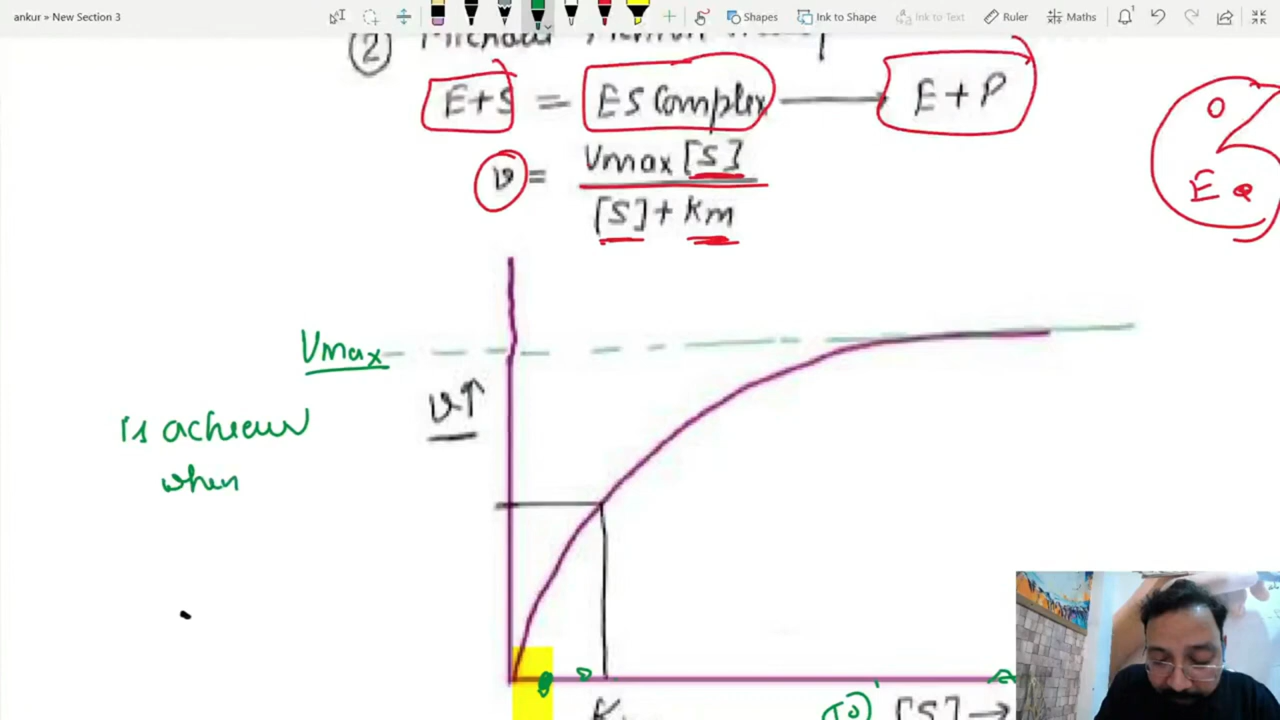 ankur » New Section 3
Shapes
Ink to Shape
Ink to Text
Ruler
Maths
②
E+S = ES Complex → E + P
v = Vmax [S]
[S] + Km
O
E
Vmax
v↑
is achieved
when
[S] →